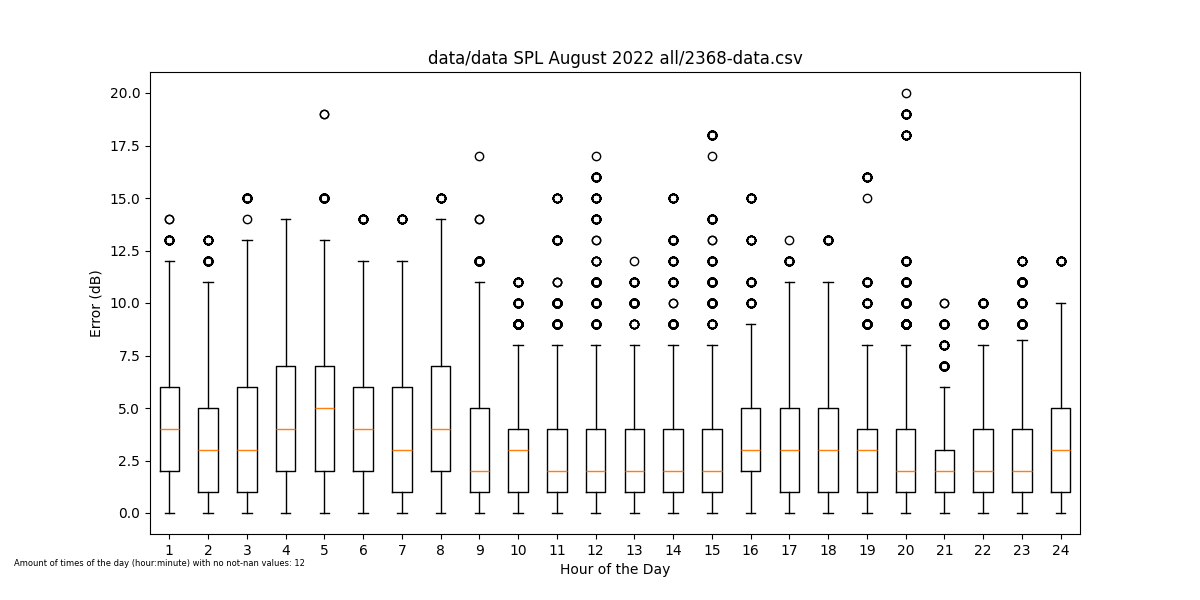 data/data SPL August 2022 all/2368-data.csv
20.0
17.5
15.0
12.5
10.0
7.5
5.0
2.5
0.0
Error (dB)
1 2 3 4 5 6 7 8 9 10 11 12 13 14 15 16 17 18 19 20 21 22 23 24
Hour of the Day
Amount of times of the day (hour:minute) with no not-nan values: 12